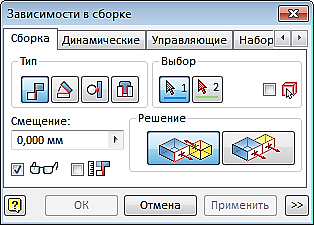 Зависимости в сборке
Сборка Динамические Управляющие Набор
Тип Выбор
1 2
Смещение: Решение
0,000 мм
? ОК Отмена Применить >>